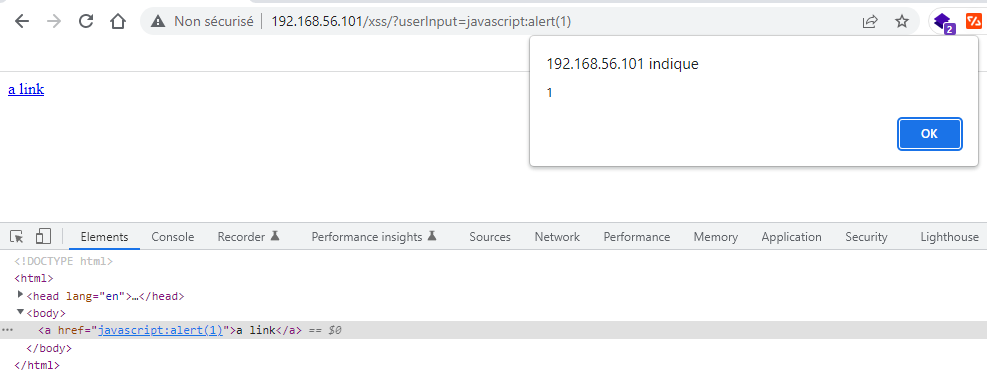 Non sécurisé | 192.168.56.101/xss/?userInput=javascript:alert(1)
2
192.168.56.101 indique
1
OK
a link
Elements Console Recorder Performance insights Sources Network Performance Memory Application Security Lighthouse
<!DOCTYPE html>
<html>
<head lang="en">…</head>
<body>
<a href="javascript:alert(1)">a link</a> == $0
</body>
</html>